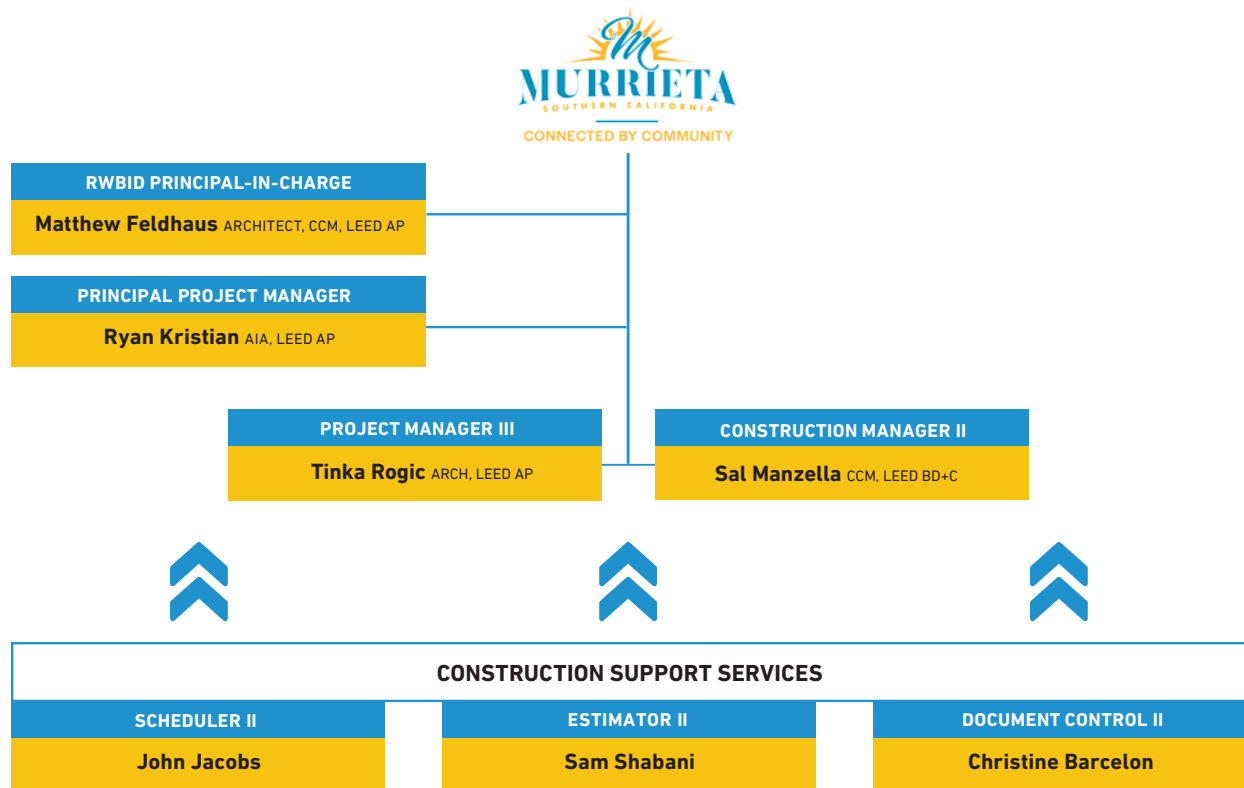 M
MURRIETA
SOUTHERN CALIFORNIA
CONNECTED BY COMMUNITY
RWBID PRINCIPAL-IN-CHARGE
Matthew Feldhaus ARCHITECT, CCM, LEED AP
PRINCIPAL PROJECT MANAGER
Ryan Kristian AIA, LEED AP
PROJECT MANAGER III
Tinka Rogic ARCH, LEED AP
CONSTRUCTION MANAGER II
Sal Manzella CCM, LEED BD+C
CONSTRUCTION SUPPORT SERVICES
SCHEDULER II
John Jacobs
ESTIMATOR II
Sam Shabani
DOCUMENT CONTROL II
Christine Barcelon